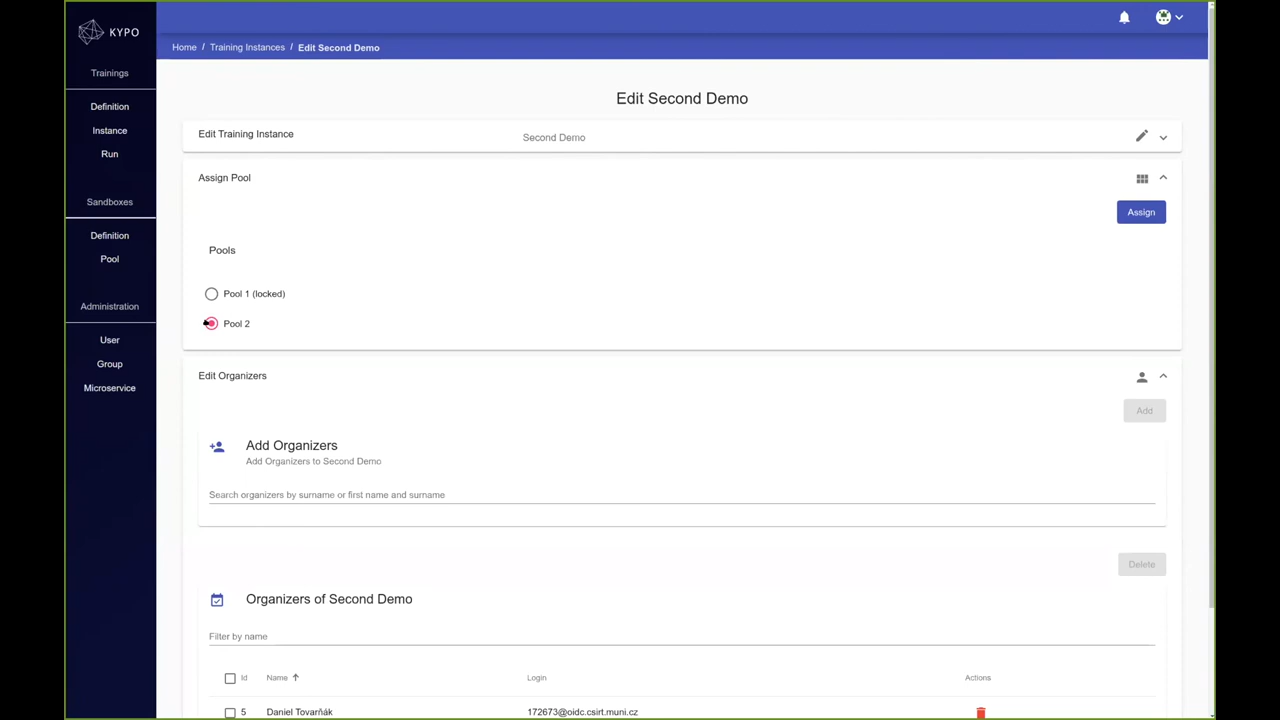 KYPO
Home / Training Instances / Edit Second Demo
Trainings
Definition
Instance
Run
Sandboxes
Definition
Pool
Administration
User
Group
Microservice
Edit Second Demo
Edit Training Instance
Second Demo
Assign Pool
Assign
Pools
Pool 1 (locked)
Pool 2
Edit Organizers
Add
Add Organizers
Add Organizers to Second Demo
Search organizers by surname or first name and surname
Delete
Organizers of Second Demo
Filter by name
Id Name Login Actions
5 Daniel Tovarňák 172673@oidc.csirt.muni.cz